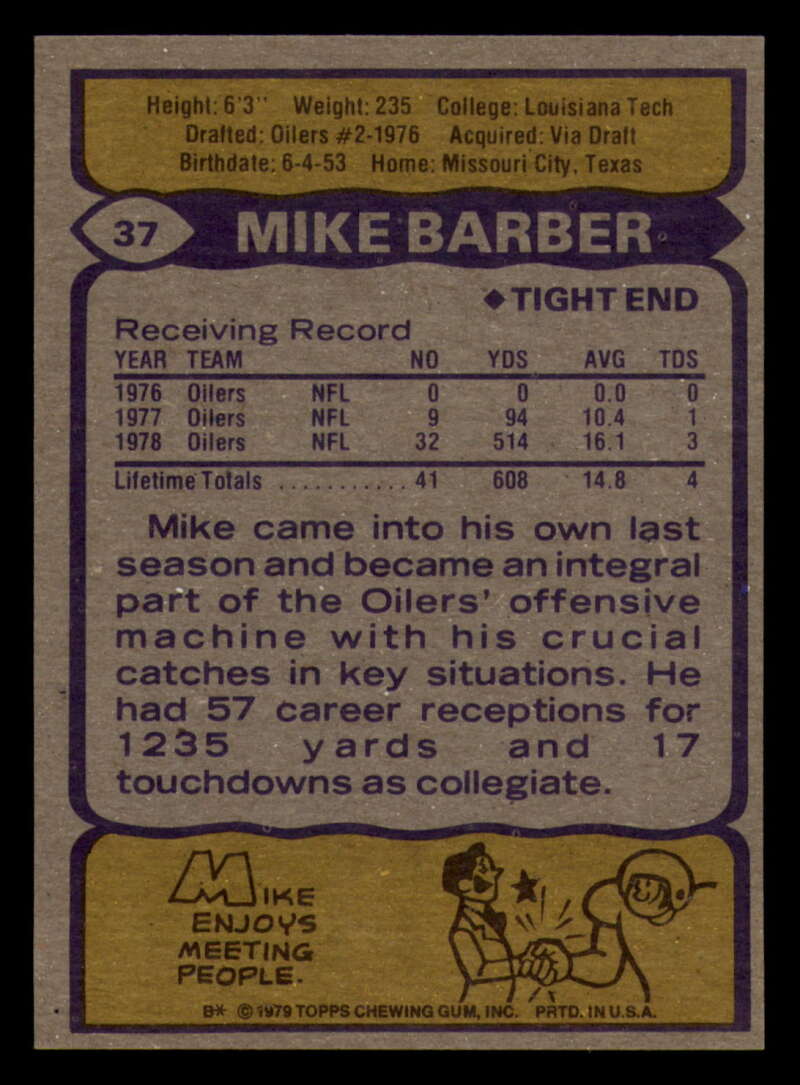 Height: 6'3" Weight: 235 College: Louisiana Tech
Drafted: Oilers #2-1976 Acquired: Via Draft
Birthdate: 6-4-53 Home: Missouri City, Texas
37 MIKE BARBER
◆TIGHT END
Receiving Record
YEAR TEAM NO YDS AVG TDS
1976 Oilers NFL 0 0 0.0 0
1977 Oilers NFL 9 94 10.4 1
1978 Oilers NFL 32 514 16.1 3
Lifetime Totals ........... 41 608 14.8 4
Mike came into his own last
season and became an integral
part of the Oilers' offensive
machine with his crucial
catches in key situations. He
had 57 career receptions for
1235 yards and 17
touchdowns as collegiate.
MIKE
ENJOYS
MEETING
PEOPLE.
B* ©1979 TOPPS CHEWING GUM, INC. PRTD. IN U.S.A.